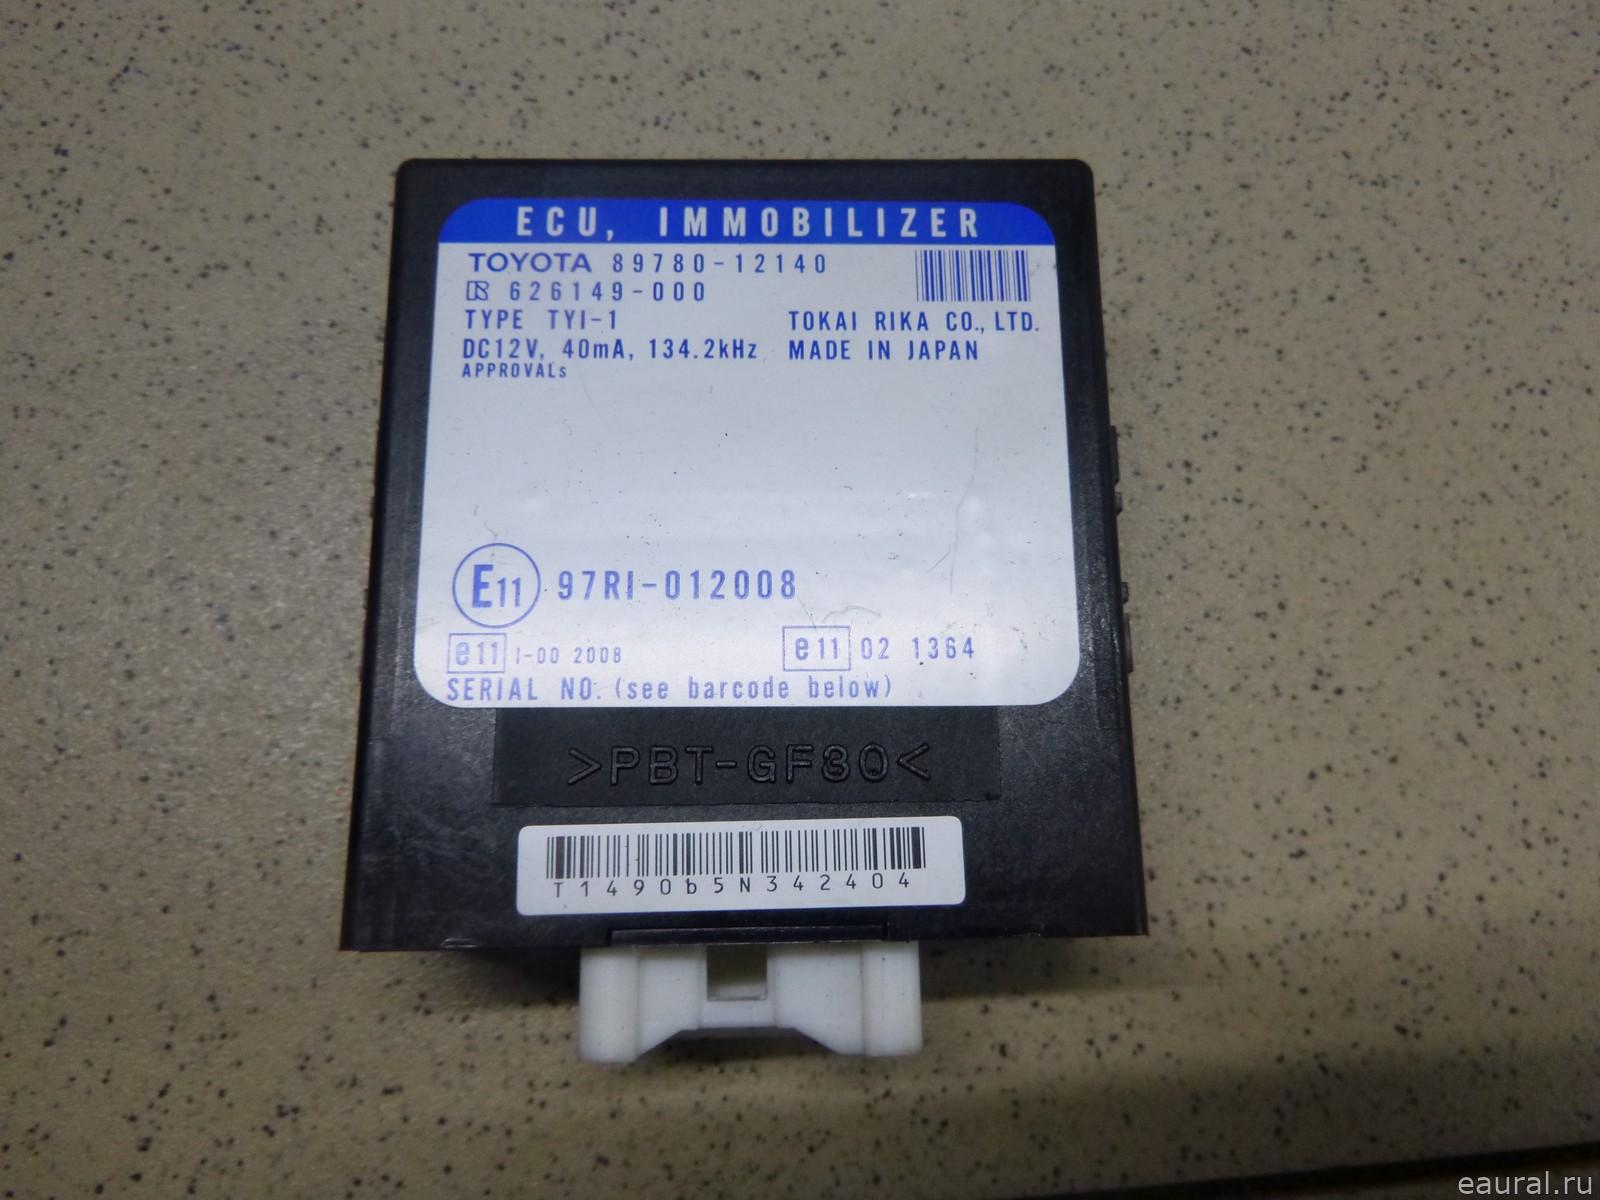 ECU, IMMOBILIZER
TOYOTA 89780-12140
626149-000
TYPE TYI-1
TOKAI RIKA CO., LTD.
DC12V, 40mA, 134.2kHz
MADE IN JAPAN
APPROVALs
E11 97RI-012008
e11 I-00 2008
e11 02 1364
SERIAL NO. (see barcode below)
>PBT-GF30<
T1490b5N342404
eaural.ru